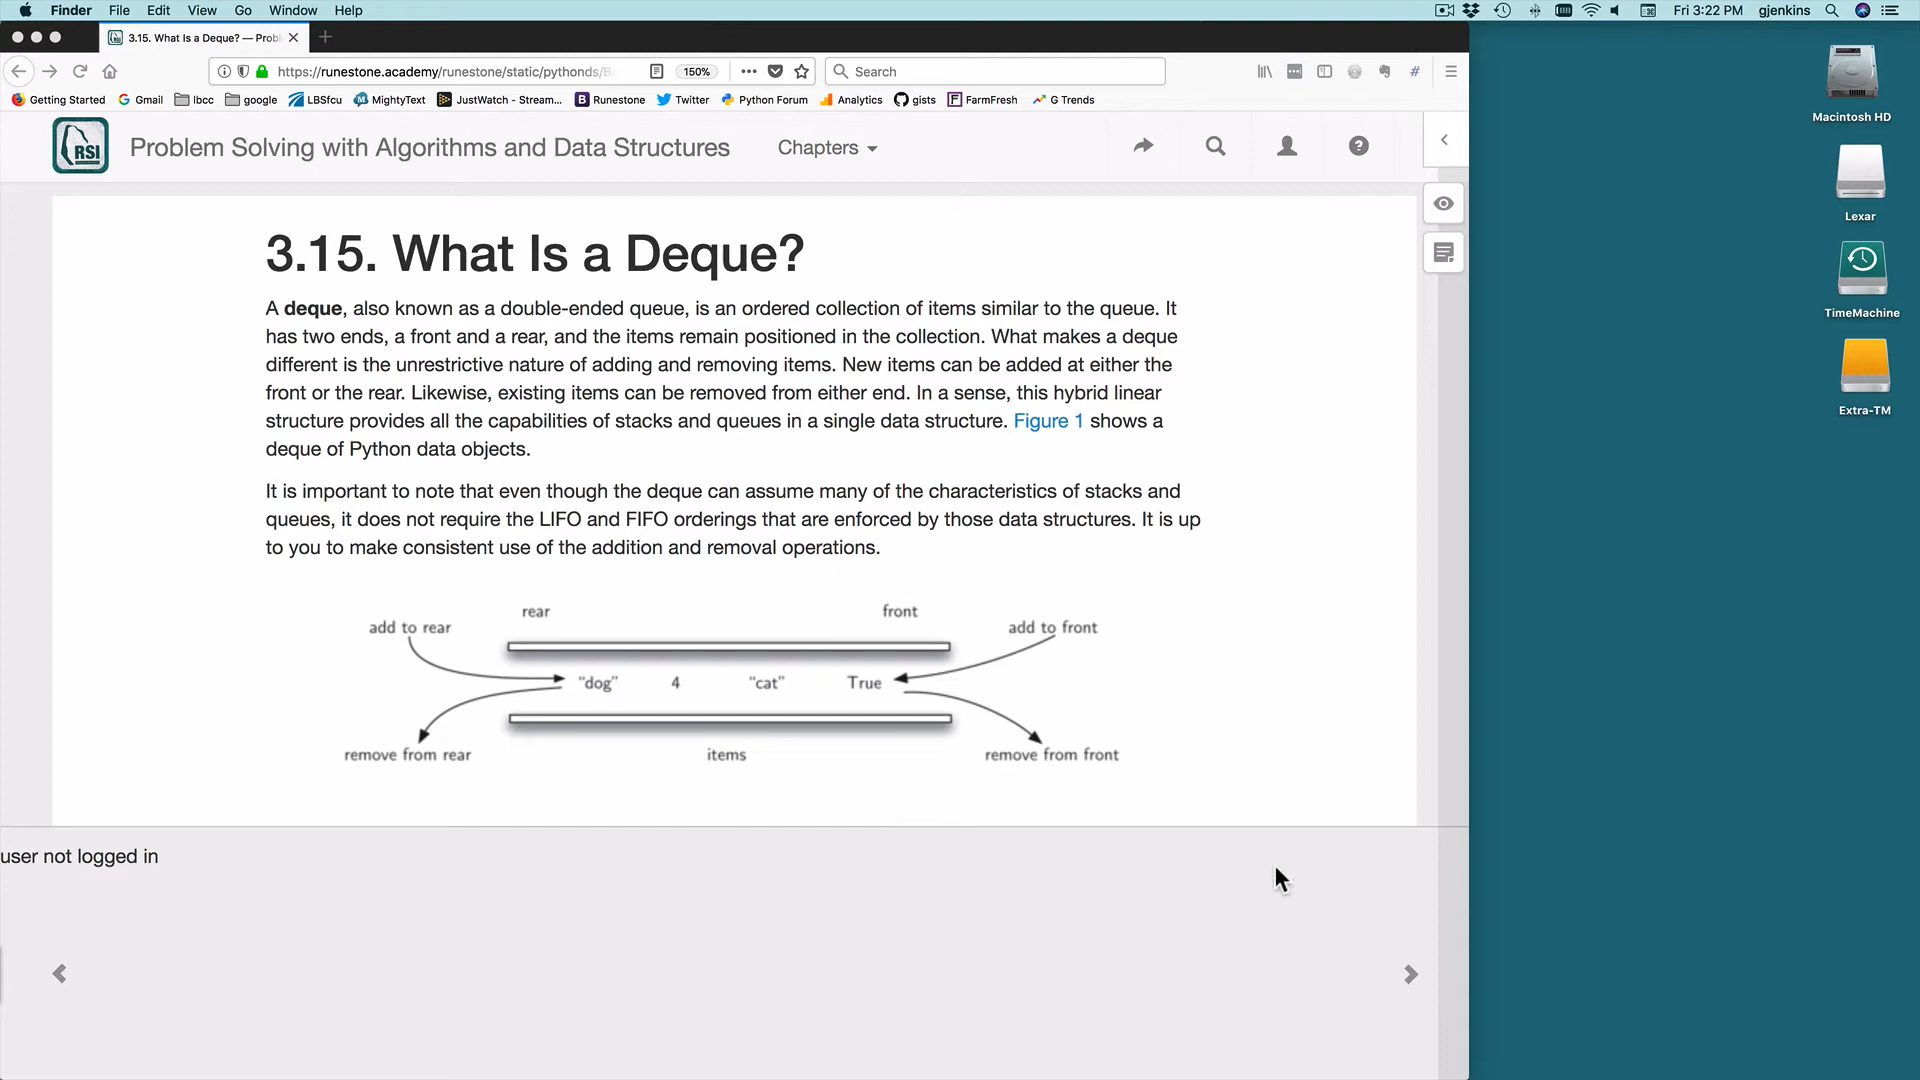 Finder File Edit View Go Window Help
Fri 3:22 PM gjenkins
3.15. What Is a Deque? — Probl
https://runestone.academy/runestone/static/pythonds/B
150%
Search
Getting Started Gmail lbcc google LBSfcu MightyText JustWatch - Stream... Runestone Twitter Python Forum Analytics gists FarmFresh G Trends
RSI
Problem Solving with Algorithms and Data Structures
Chapters
3.15. What Is a Deque?
A deque, also known as a double-ended queue, is an ordered collection of items similar to the queue. It
has two ends, a front and a rear, and the items remain positioned in the collection. What makes a deque
different is the unrestrictive nature of adding and removing items. New items can be added at either the
front or the rear. Likewise, existing items can be removed from either end. In a sense, this hybrid linear
structure provides all the capabilities of stacks and queues in a single data structure. Figure 1 shows a
deque of Python data objects.
It is important to note that even though the deque can assume many of the characteristics of stacks and
queues, it does not require the LIFO and FIFO orderings that are enforced by those data structures. It is up
to you to make consistent use of the addition and removal operations.
rear front
add to rear add to front
“dog” 4 “cat” True
remove from rear items remove from front
user not logged in
Macintosh HD
Lexar
TimeMachine
Extra-TM